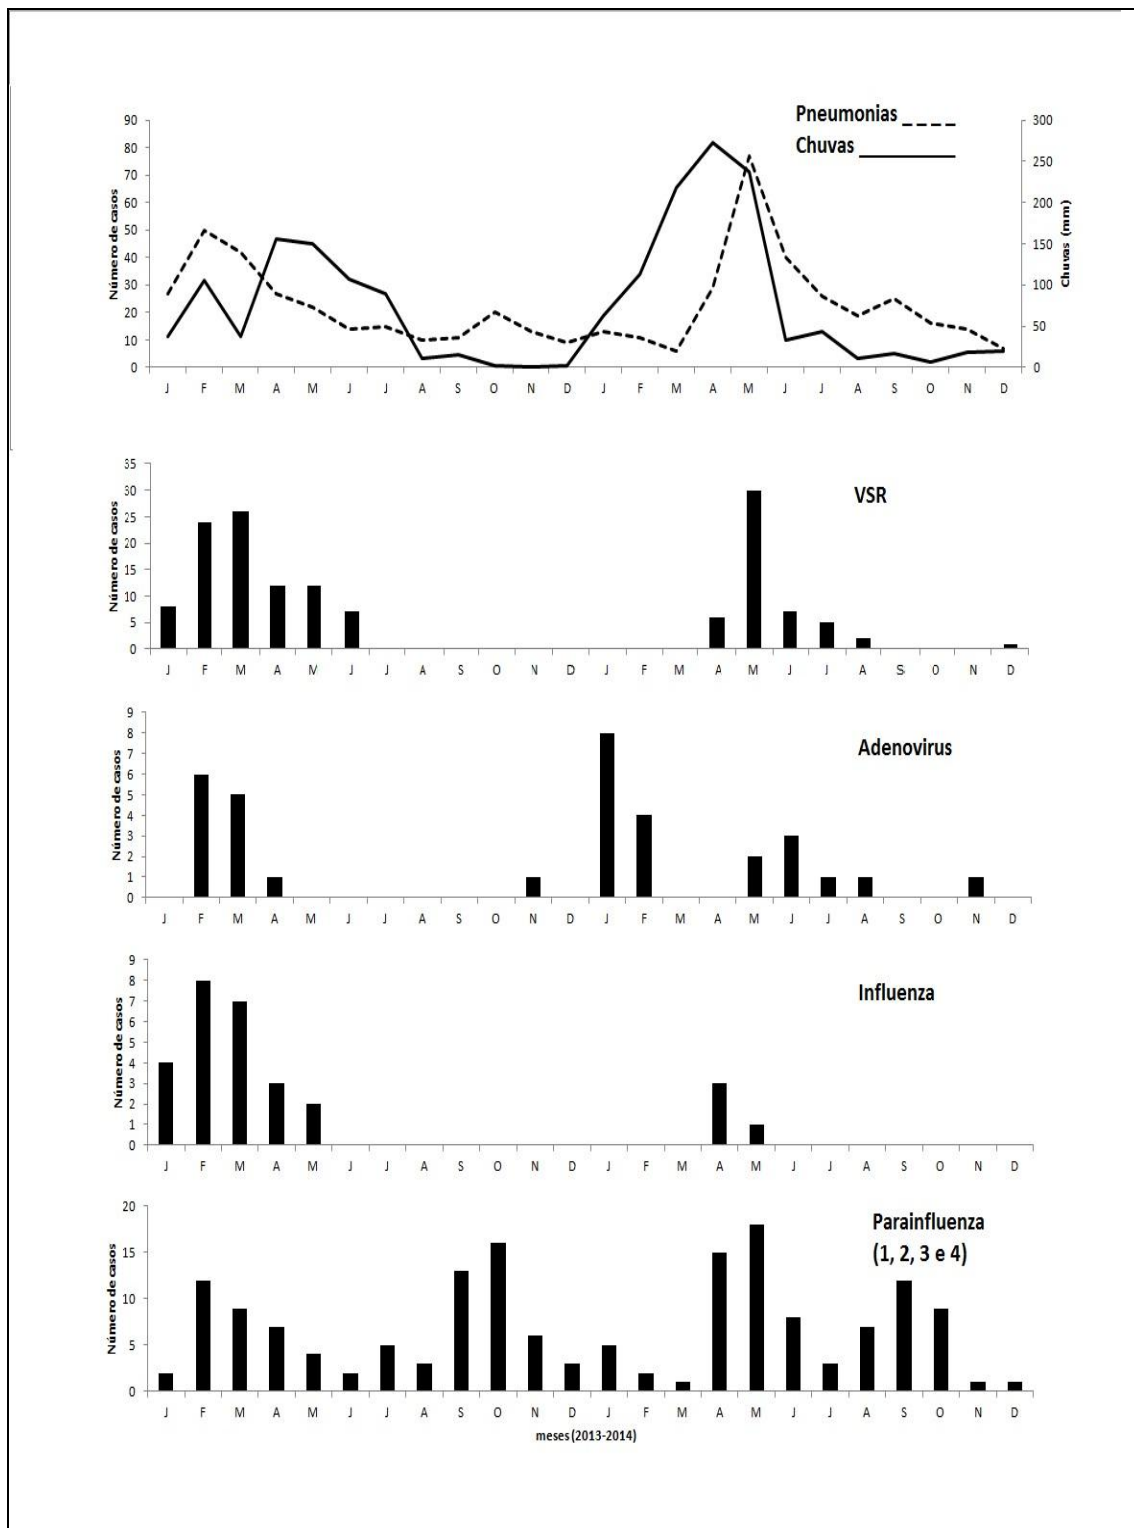 Pneumonias _ _ _ _
Chuvas ________
Número de casos
90
80
70
60
50
40
30
20
10
0
300
250
200
150
100
50
0
Chuvas (mm)
J F M A M J J A S O N D J F M A M J J A S O N D
VSR
Número de casos
35
30
25
20
15
10
5
0
J F M A M J J A S O N D J F M A M J J A S O N D
Adenovirus
Número de casos
9
8
7
6
5
4
3
2
1
0
J F M A M J J A S O N D J F M A M J J A S O N D
Influenza
Número de casos
9
8
7
6
5
4
3
2
1
0
J F M A M J J A S O N D J F M A M J J A S O N D
Parainfluenza
(1, 2, 3 e 4)
Número de casos
20
15
10
5
0
J F M A M J J A S O N D J F M A M J J A S O N D
meses (2013-2014)